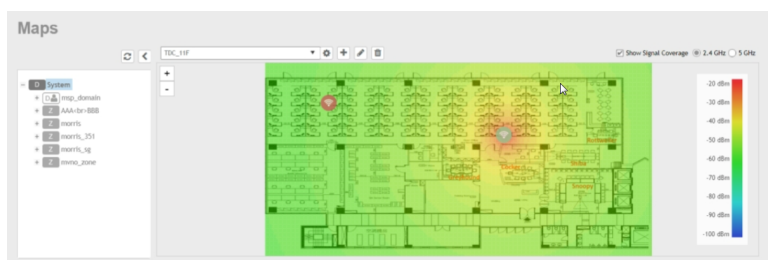 Maps
TDC_11F
Show Signal Coverage 2.4 GHz 5 GHz
+
-
D System
msp_domain
Z AAA<br>BBB
Z morris
Z morris_351
Z morris_sg
Z mvno_zone
-20 dBm
-30 dBm
-40 dBm
-50 dBm
-60 dBm
-70 dBm
-80 dBm
-90 dBm
-100 dBm
Snoopy